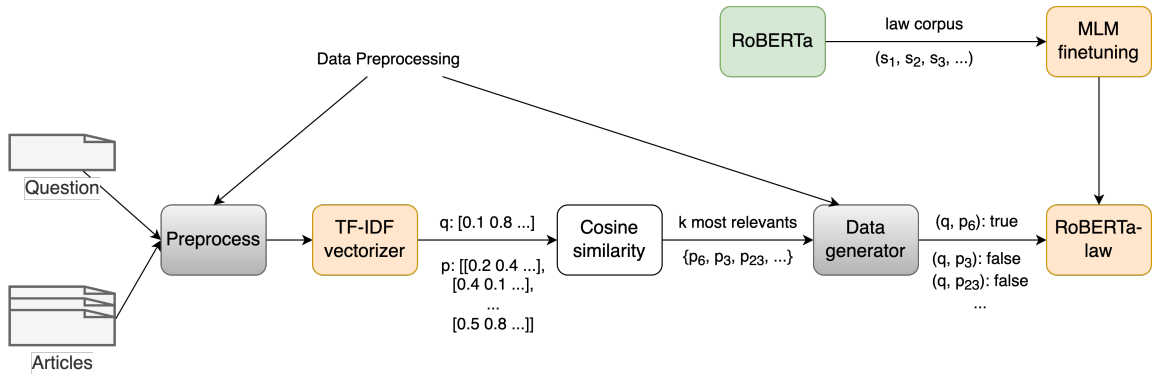 RoBERTa
law corpus
(s1, s2, s3, ...)
MLM
finetuning
Data Preprocessing
Question
Articles
Preprocess
TF-IDF
vectorizer
q: [0.1 0.8 ...]
p: [[0.2 0.4 ...],
[0.4 0.1 ...],
...
[0.5 0.8 ...]]
Cosine
similarity
k most relevants
{p6, p3, p23, ...}
Data
generator
(q, p6): true
(q, p3): false
(q, p23): false
...
RoBERTa-
law